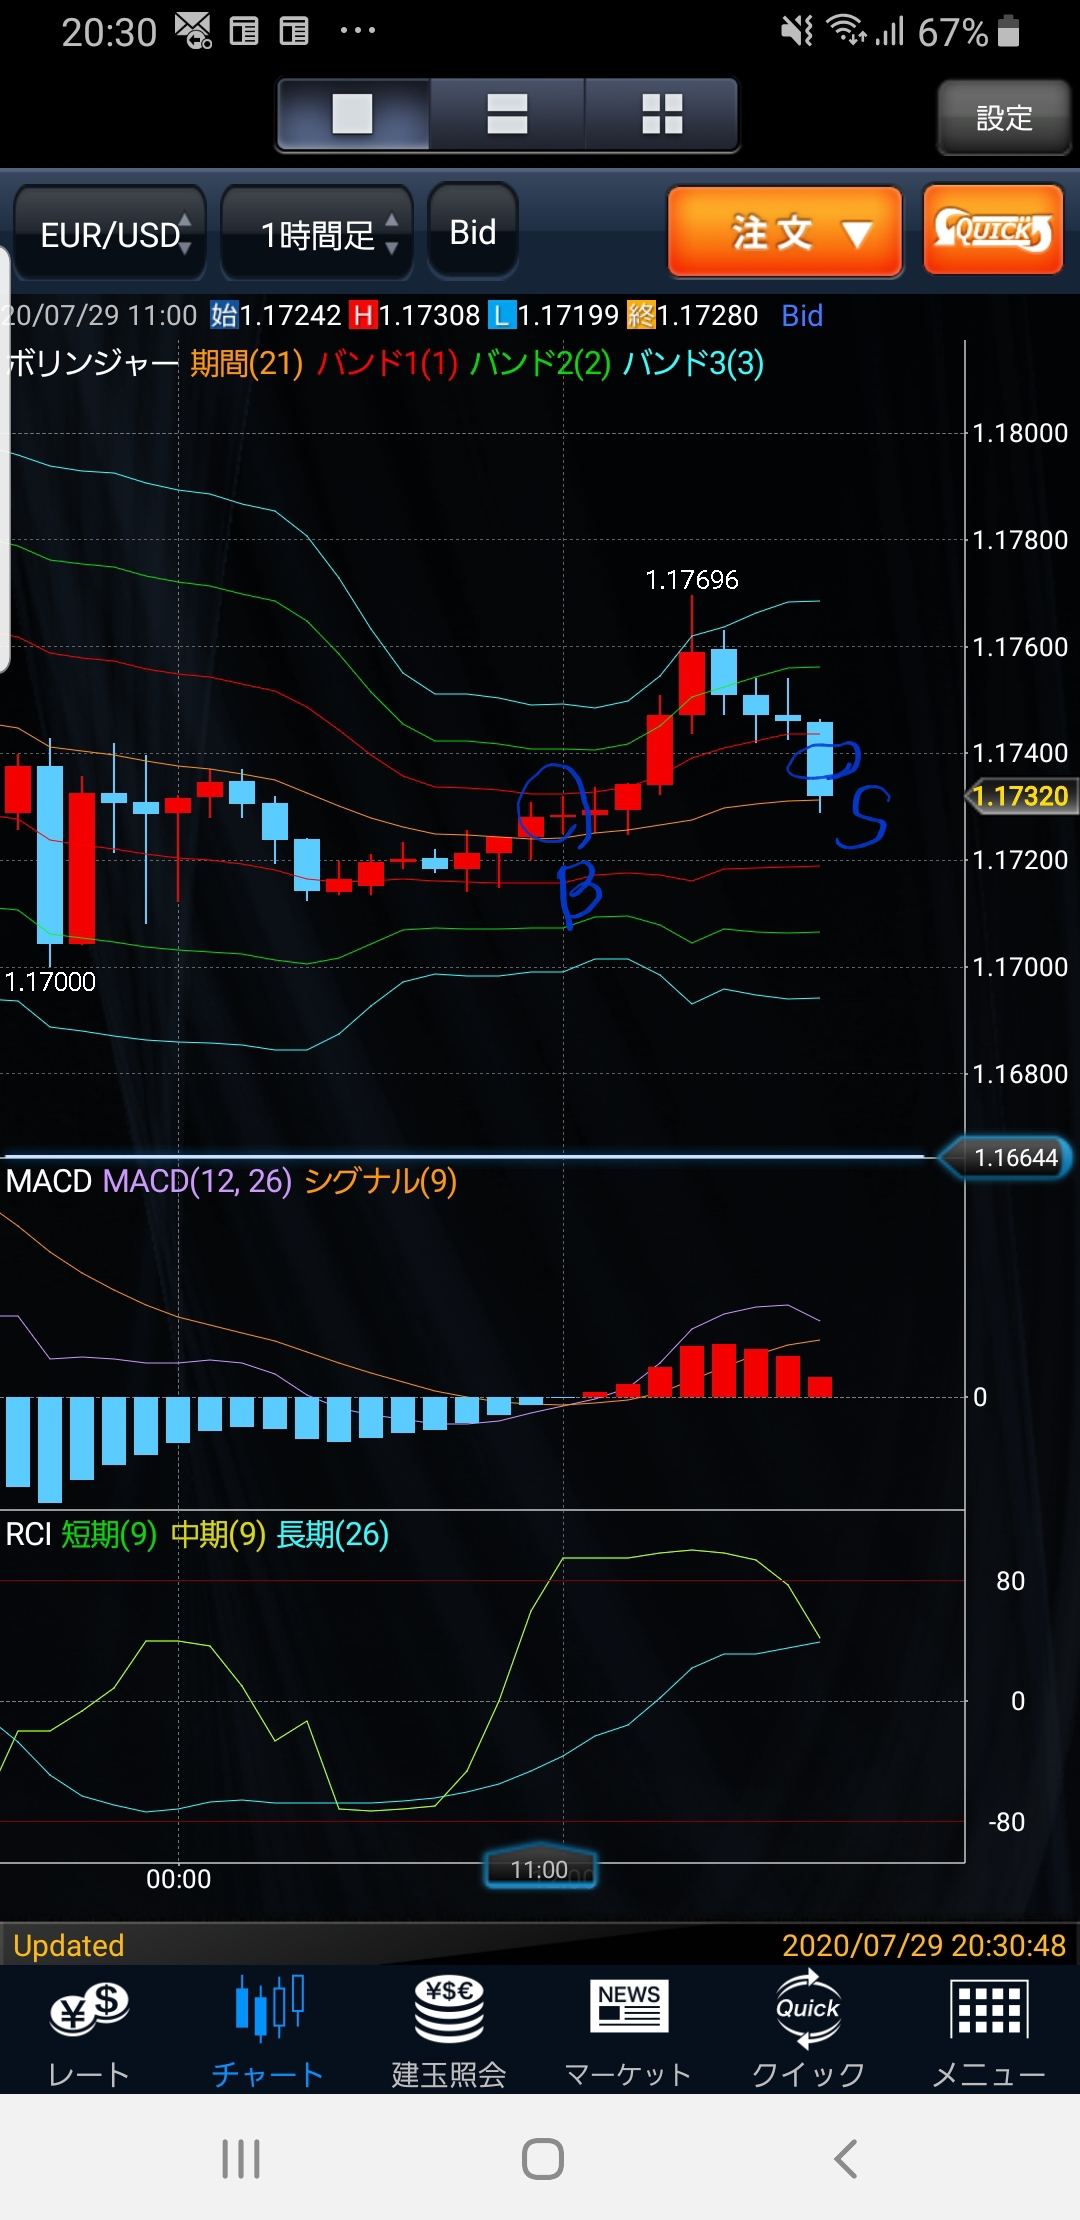 20:30 67%
設定
EUR/USD 1時間足 Bid 注文 ▼ QUICK
20/07/29 11:00 始1.17242 H1.17308 L1.17199 終1.17280 Bid
ボリンジャー 期間(21) バンド1(1) バンド2(2) バンド3(3)
1.18000
1.17800
1.17696
1.17600
1.17400
1.17320
S
1.17200
B
1.17000
1.17000
1.16800
1.16644
MACD MACD(12, 26) シグナル(9)
0
RCI 短期(9) 中期(9) 長期(26)
80
0
-80
00:00 11:00
Updated 2020/07/29 20:30:48
¥$ ¥$€ NEWS Quick
レート チャート 建玉照会 マーケット クイック メニュー